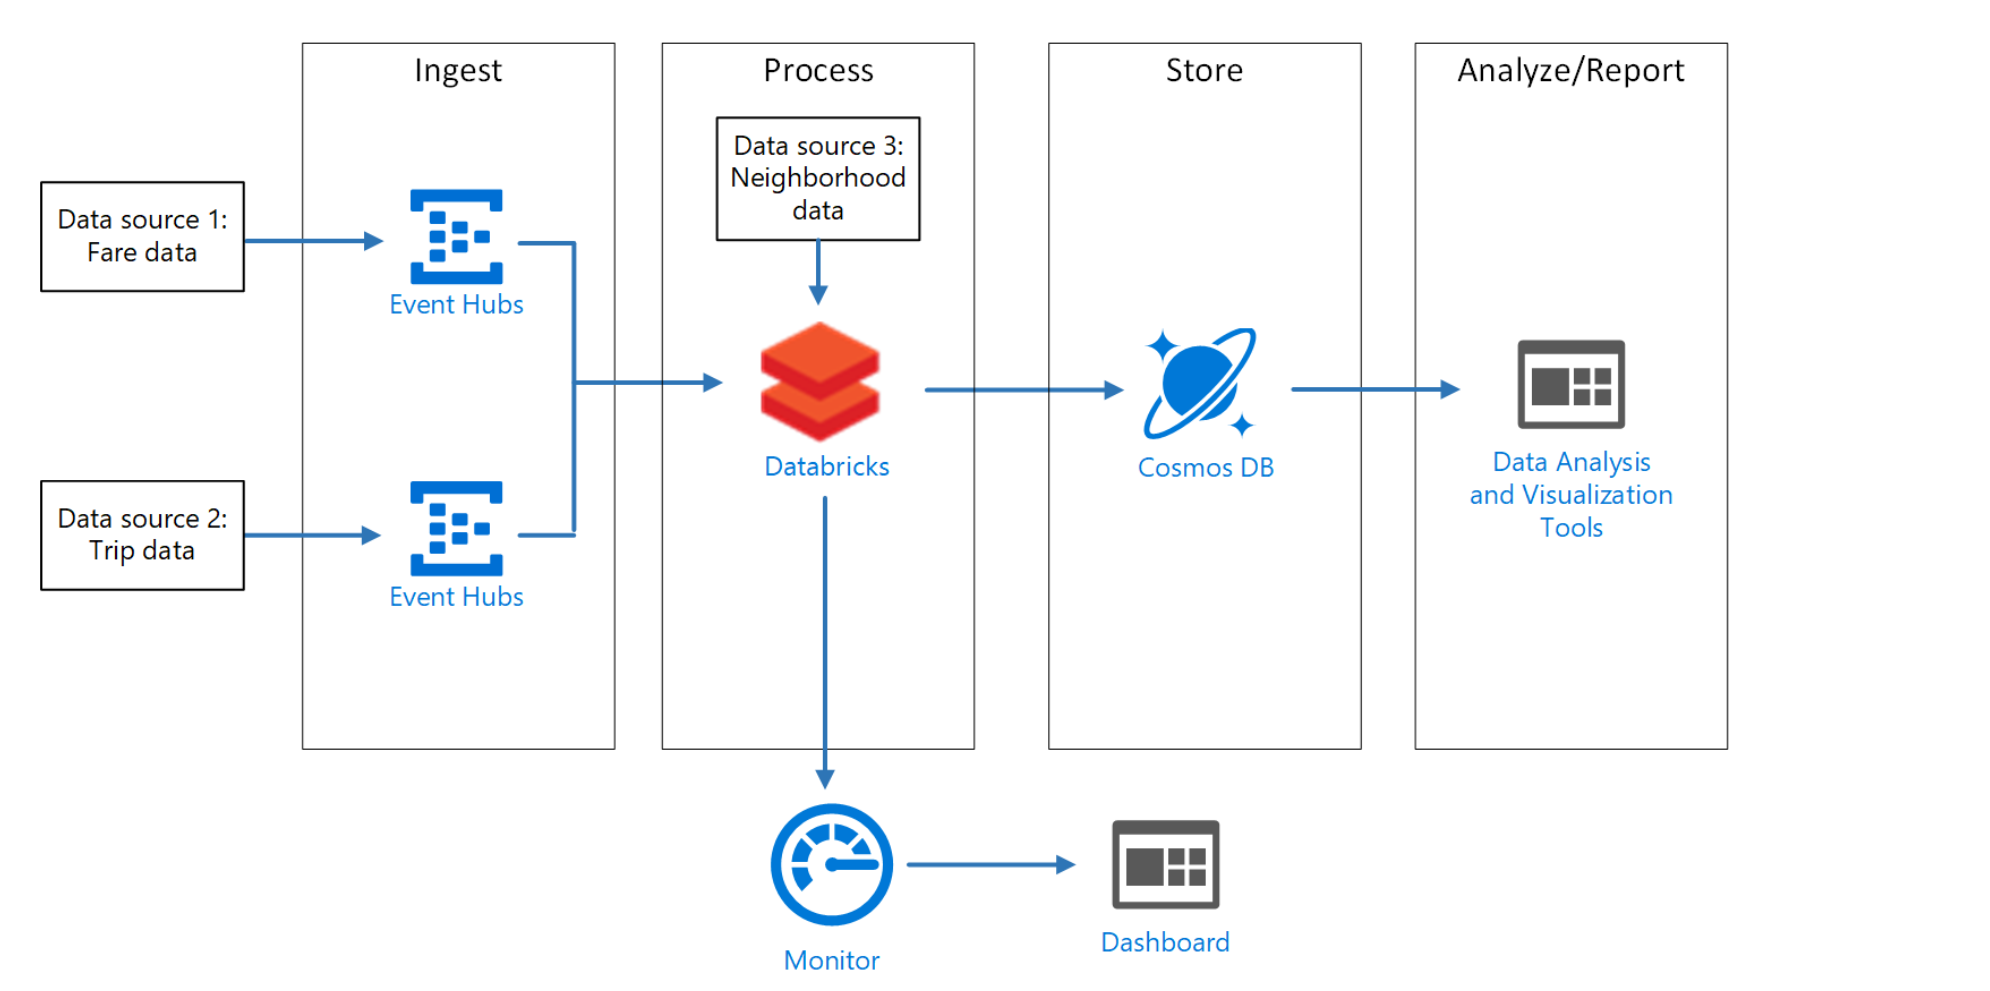 Ingest
Process
Store
Analyze/Report
Data source 1:
Fare data
Event Hubs
Data source 2:
Trip data
Event Hubs
Data source 3:
Neighborhood
data
Databricks
Cosmos DB
Data Analysis
and Visualization
Tools
Monitor
Dashboard